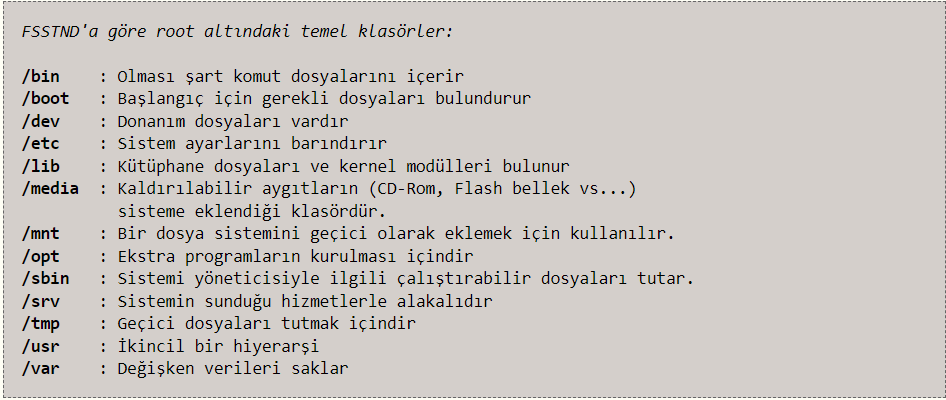 FSSTND'a göre root altındaki temel klasörler:
/bin : Olması şart komut dosyalarını içerir
/boot : Başlangıç için gerekli dosyaları bulundurur
/dev : Donanım dosyaları vardır
/etc : Sistem ayarlarını barındırır
/lib : Kütüphane dosyaları ve kernel modülleri bulunur
/media : Kaldırılabilir aygıtların (CD-Rom, Flash bellek vs...)
sisteme eklendiği klasördür.
/mnt : Bir dosya sistemini geçici olarak eklemek için kullanılır.
/opt : Ekstra programların kurulması içindir
/sbin : Sistemi yöneticisiyle ilgili çalıştırabilir dosyaları tutar.
/srv : Sistemin sunduğu hizmetlerle alakalıdır
/tmp : Geçici dosyaları tutmak içindir
/usr : İkincil bir hiyerarşi
/var : Değişken verileri saklar